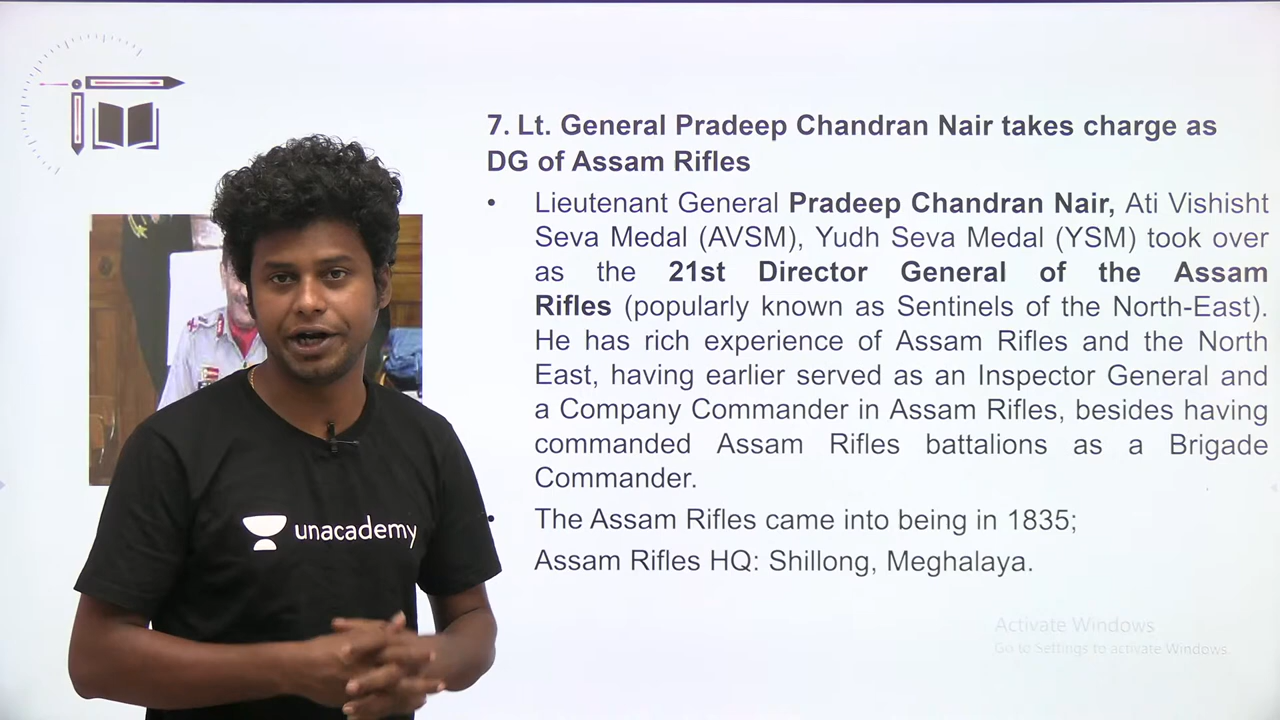 7. Lt. General Pradeep Chandran Nair takes charge as
DG of Assam Rifles
• Lieutenant General Pradeep Chandran Nair, Ati Vishisht
Seva Medal (AVSM), Yudh Seva Medal (YSM) took over
as the 21st Director General of the Assam
Rifles (popularly known as Sentinels of the North-East).
He has rich experience of Assam Rifles and the North
East, having earlier served as an Inspector General and
a Company Commander in Assam Rifles, besides having
commanded Assam Rifles battalions as a Brigade
Commander.
• The Assam Rifles came into being in 1835;
Assam Rifles HQ: Shillong, Meghalaya.
unacademy
Activate Windows
Go to Settings to activate Windows.